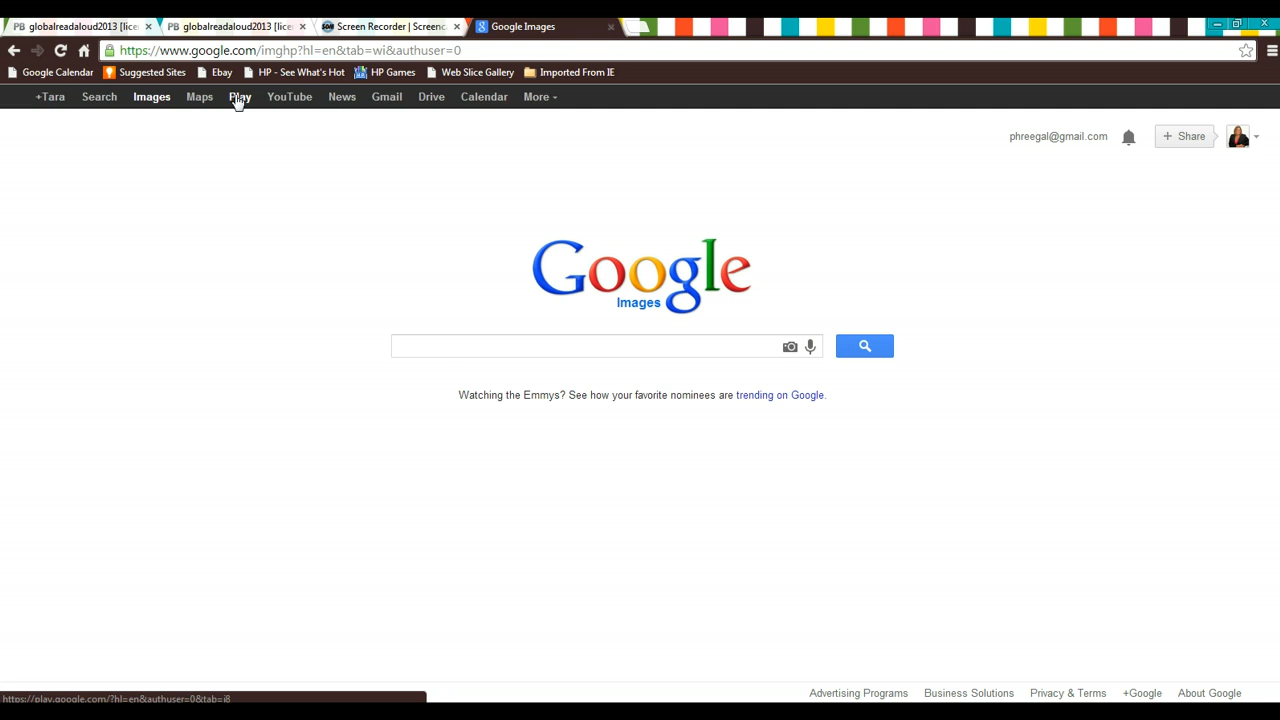 PB globalreadaloud2013 [lice PB globalreadaloud2013 [lice Screen Recorder | Screenc Google Images
https://www.google.com/imghp?hl=en&tab=wi&authuser=0
Google Calendar Suggested Sites Ebay HP - See What's Hot HP Games Web Slice Gallery Imported From IE
+Tara Search Images Maps Play YouTube News Gmail Drive Calendar More
phreegal@gmail.com + Share
Google
Images
Watching the Emmys? See how your favorite nominees are trending on Google.
https://play.google.com/?hl=en&authuser=0&tab=i8
Advertising Programs Business Solutions Privacy & Terms +Google About Google